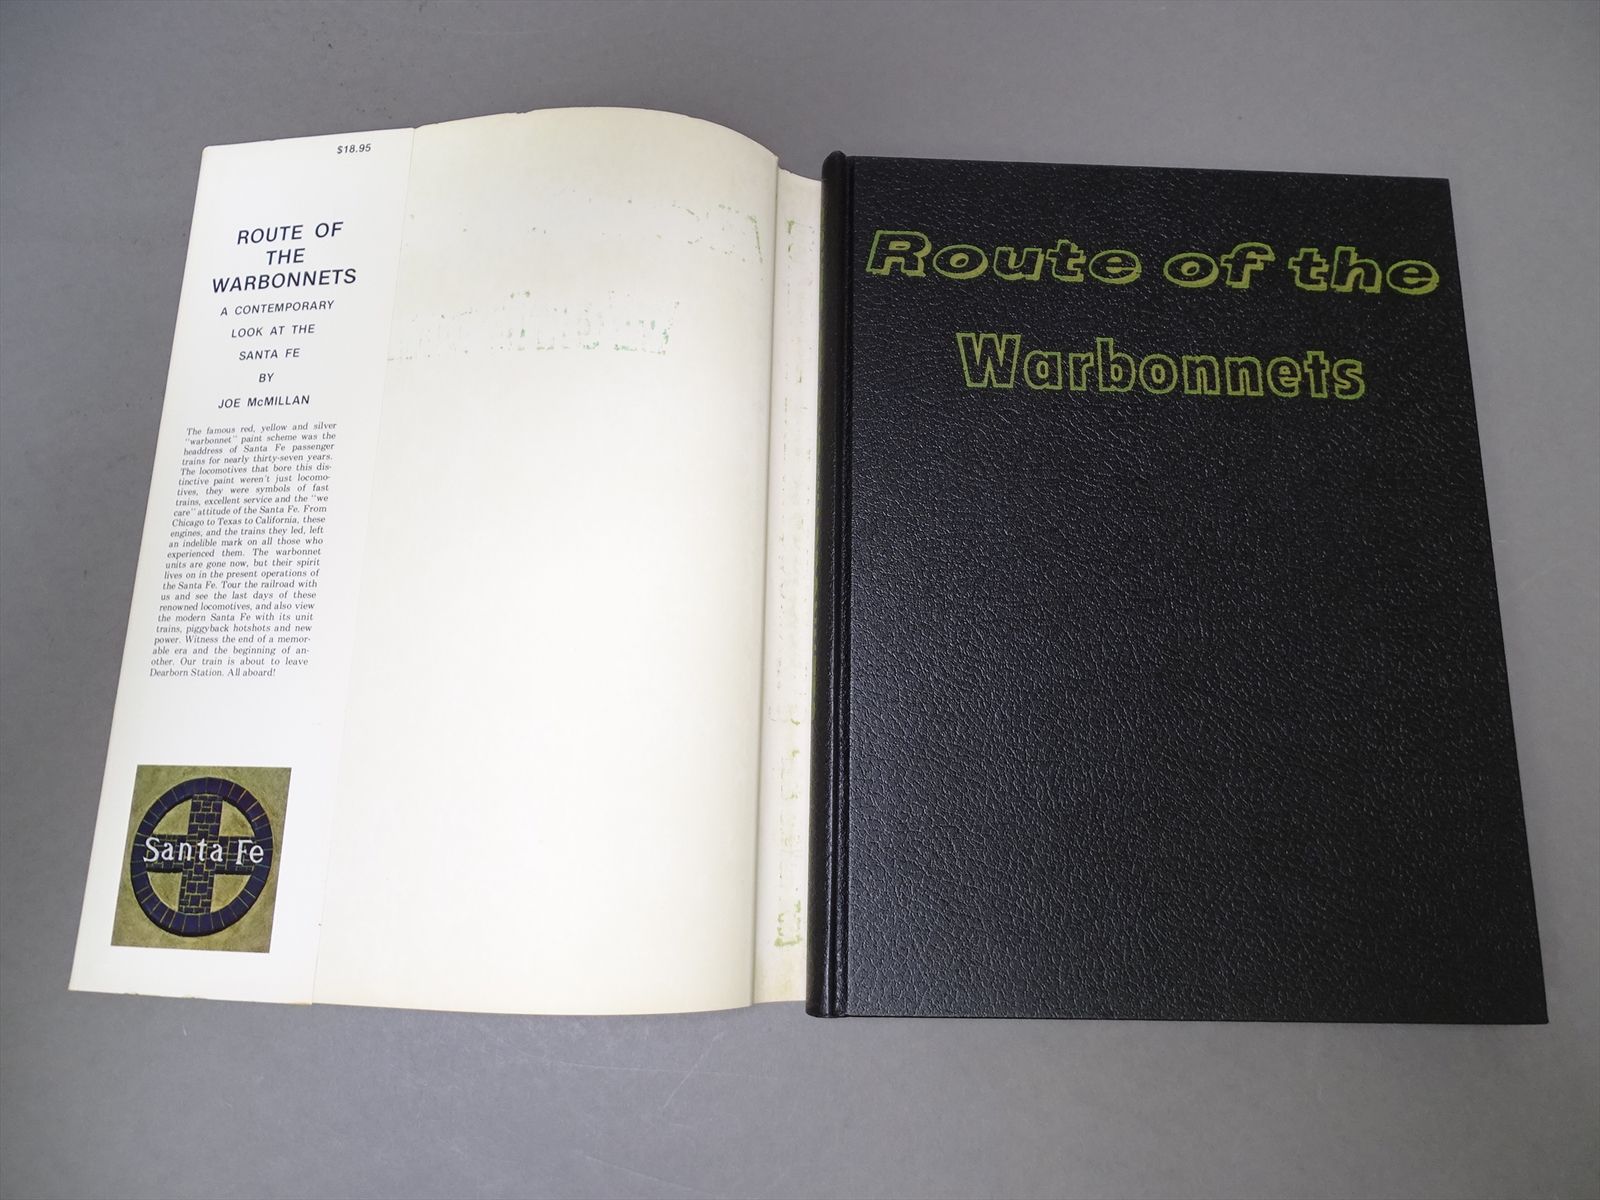 $18.95
ROUTE OF
THE
WARBONNETS
A CONTEMPORARY
LOOK AT THE
SANTA FE
BY
JOE McMILLAN
The famous red, yellow and silver
"warbonnet" paint scheme was the
headdress of Santa Fe passenger
trains for nearly thirty-seven years.
The locomotives that bore this dis-
tinctive paint weren't just locomo-
tives, they were symbols of fast
trains, excellent service and the "we
care" attitude of the Santa Fe. From
Chicago to Texas to California, these
engines, and the trains they led, left
an indelible mark on all those who
experienced them. The warbonnet
units are gone now, but their spirit
lives on in the present operations of
the Santa Fe. Tour the railroad with
us and see the last days of these
renowned locomotives, and also view
the modern Santa Fe with its unit
trains, piggyback hotshots and new
power. Witness the end of a memor-
able era and the beginning of an-
other. Our train is about to leave
Dearborn Station. All aboard!
Santa Fe
Route of the
Warbonnets